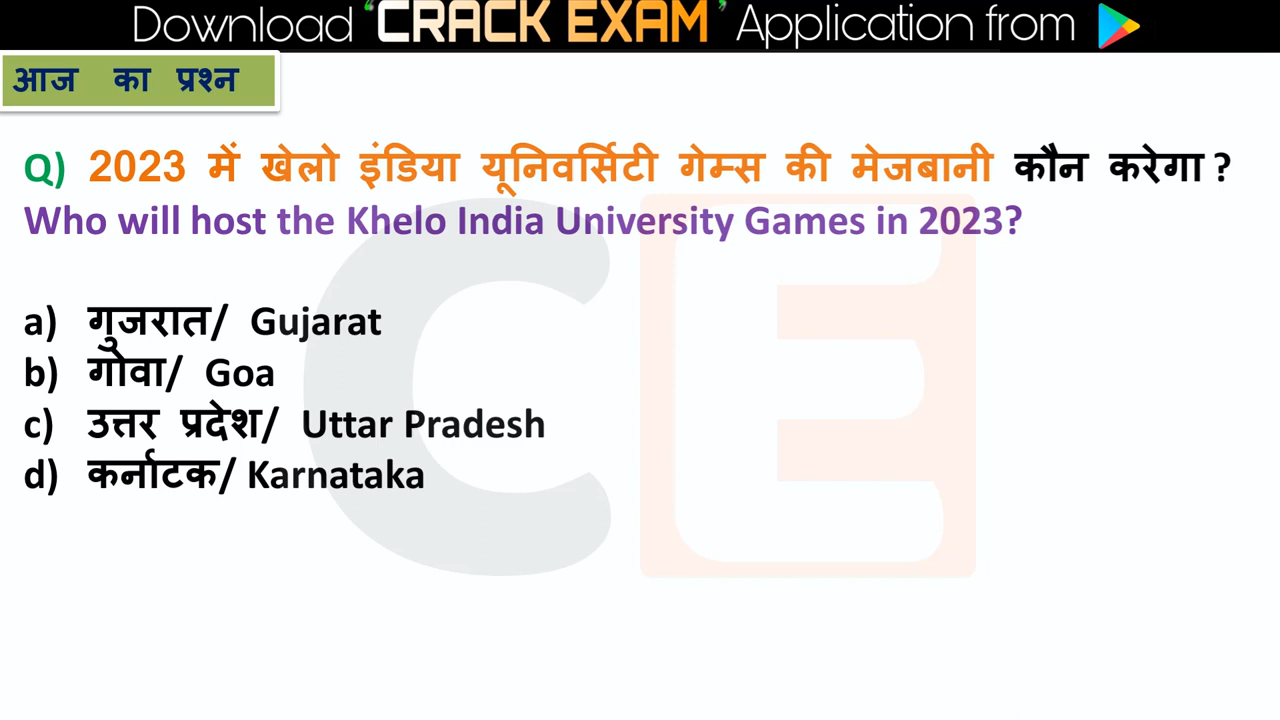 Download 'CRACK EXAM' Application from
आज का प्रश्न
Q) 2023 में खेलो इंडिया यूनिवर्सिटी गेम्स की मेजबानी कौन करेगा ?
Who will host the Khelo India University Games in 2023?
a) गुजरात/ Gujarat
b) गोवा/ Goa
c) उत्तर प्रदेश/ Uttar Pradesh
d) कर्नाटक/ Karnataka
CE